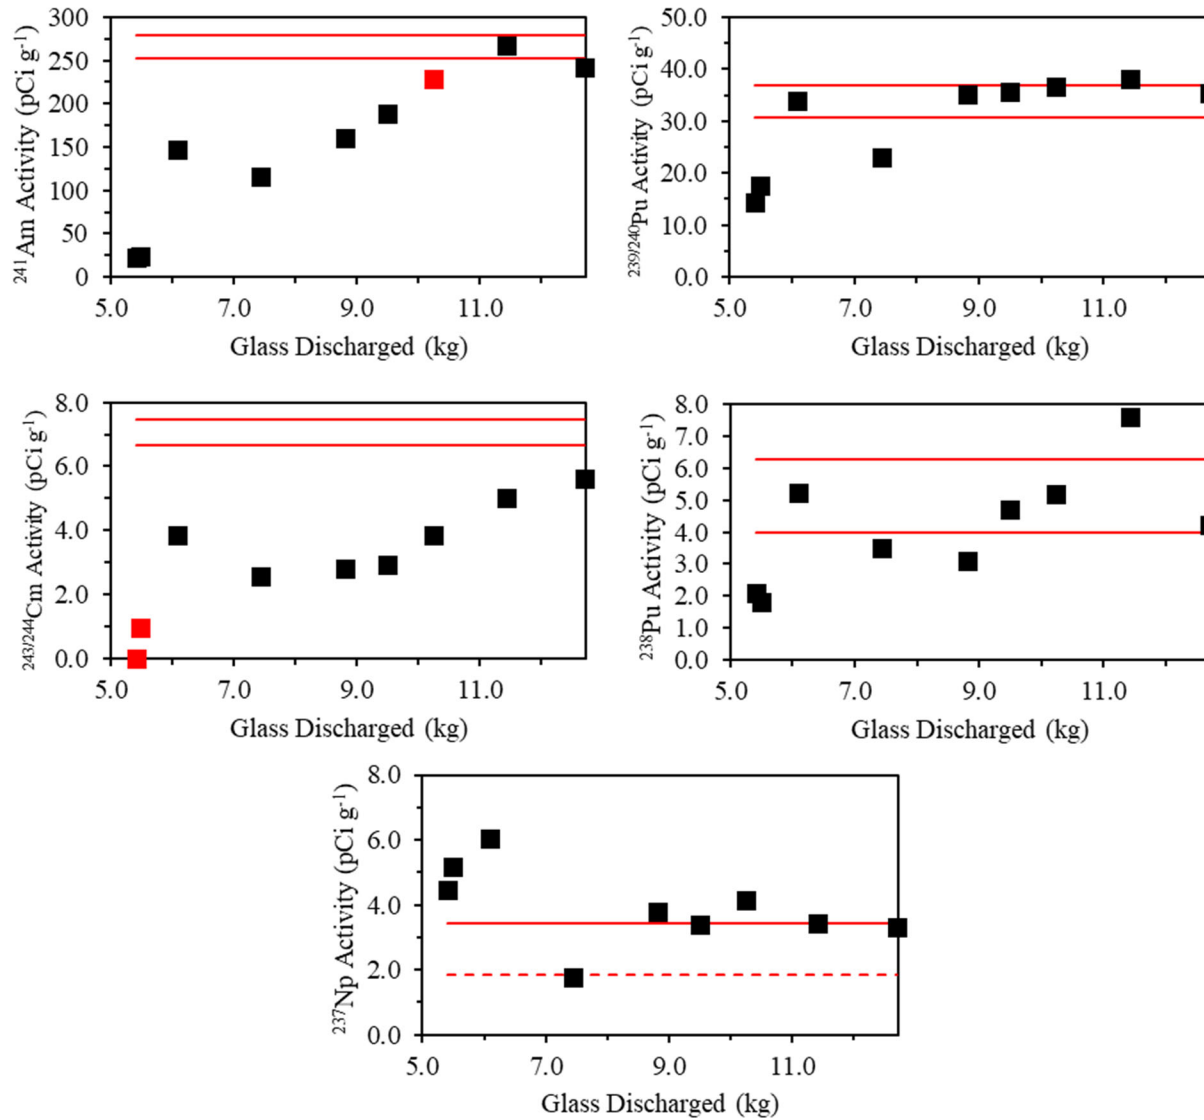 300
250
200
150
100
50
0
²⁴¹Am Activity (pCi g⁻¹)
5.0 7.0 9.0 11.0
Glass Discharged (kg)
50.0
40.0
30.0
20.0
10.0
0.0
²³⁹ᐟ²⁴⁰Pu Activity (pCi g⁻¹)
5.0 7.0 9.0 11.0
Glass Discharged (kg)
8.0
6.0
4.0
2.0
0.0
²⁴³ᐟ²⁴⁴Cm Activity (pCi g⁻¹)
5.0 7.0 9.0 11.0
Glass Discharged (kg)
8.0
7.0
6.0
5.0
4.0
3.0
2.0
1.0
0.0
²³⁸Pu Activity (pCi g⁻¹)
5.0 7.0 9.0 11.0
Glass Discharged (kg)
8.0
6.0
4.0
2.0
0.0
²³⁷Np Activity (pCi g⁻¹)
5.0 7.0 9.0 11.0
Glass Discharged (kg)